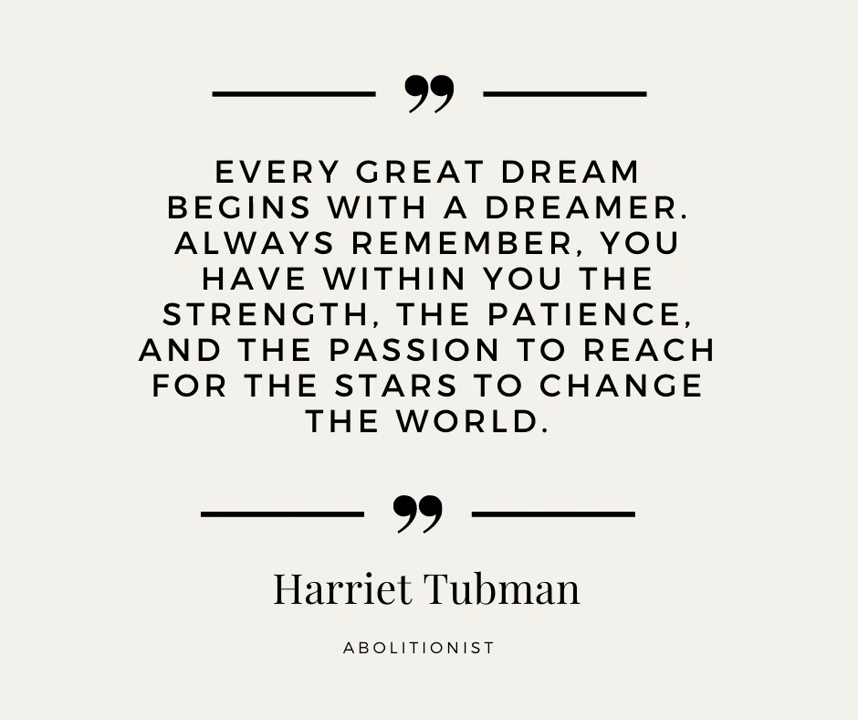 ”
EVERY GREAT DREAM
BEGINS WITH A DREAMER.
ALWAYS REMEMBER, YOU
HAVE WITHIN YOU THE
STRENGTH, THE PATIENCE,
AND THE PASSION TO REACH
FOR THE STARS TO CHANGE
THE WORLD.
”
Harriet Tubman
ABOLITIONIST